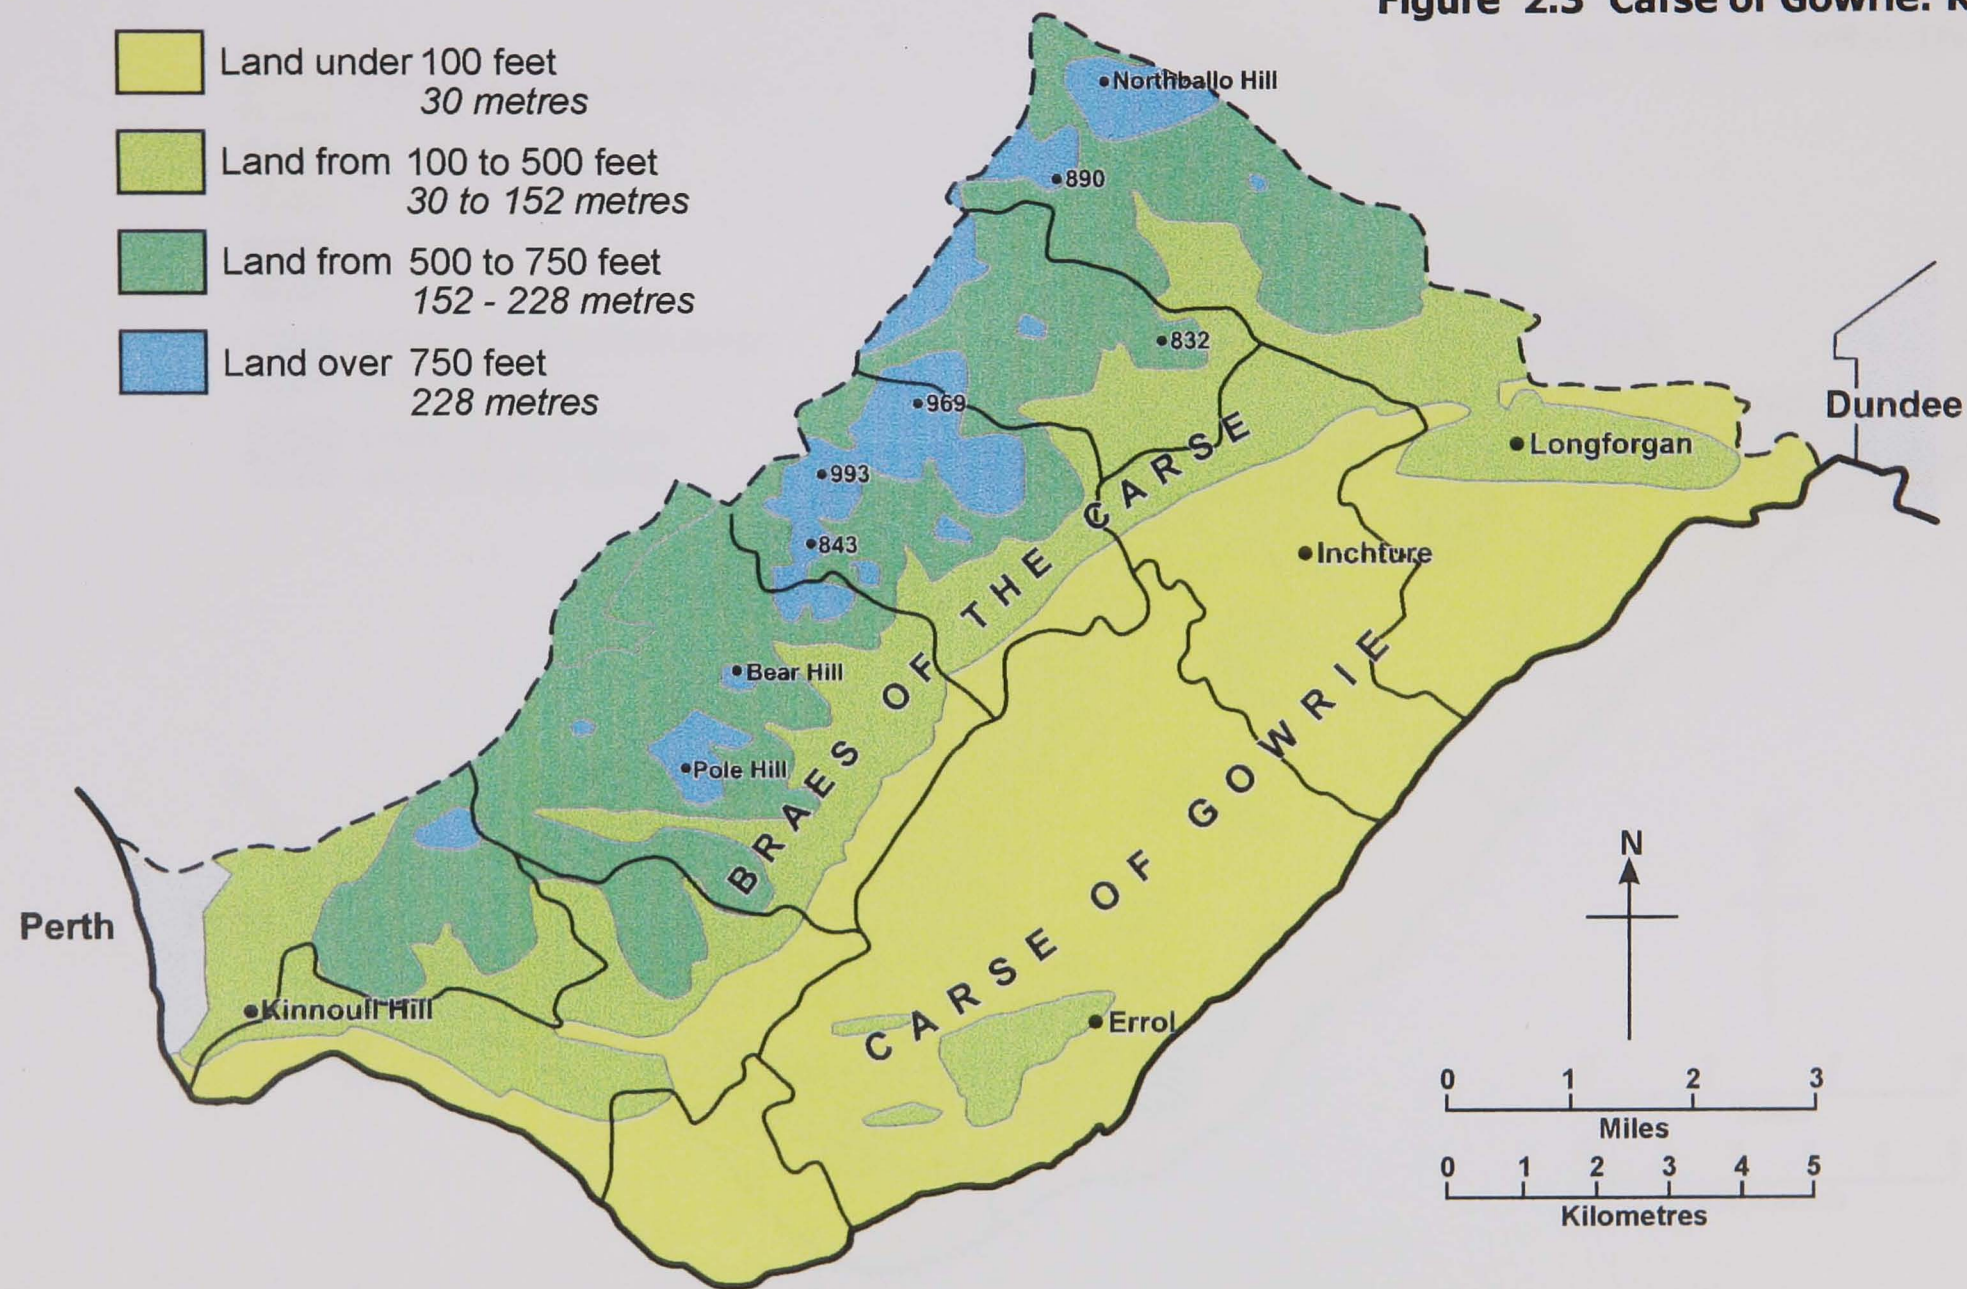 Figure 2.3 Carse of Gowrie:
Land under 100 feet
30 metres
Land from 100 to 500 feet
30 to 152 metres
Land from 500 to 750 feet
152 - 228 metres
Land over 750 feet
228 metres
Northballo Hill
890
832
969
993
843
Dundee
Longforgan
Inchture
Bear Hill
Pole Hill
BRAES OF THE CARSE
CARSE OF GOWRIE
Perth
Kinnoull Hill
Errol
N
0 1 2 3
Miles
0 1 2 3 4 5
Kilometres